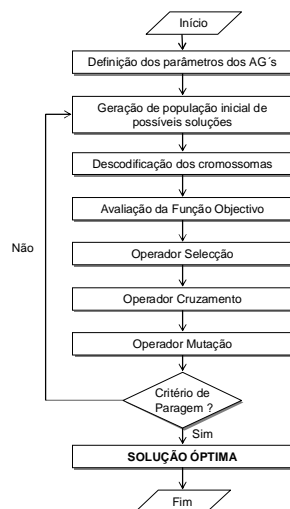 Início
Definição dos parâmetros dos AG´s
Geração de população inicial de
possíveis soluções
Descodificação dos cromossomas
Avaliação da Função Objectivo
Não
Operador Selecção
Operador Cruzamento
Operador Mutação
Critério de
Paragem ?
Sim
SOLUÇÃO ÓPTIMA
Fim